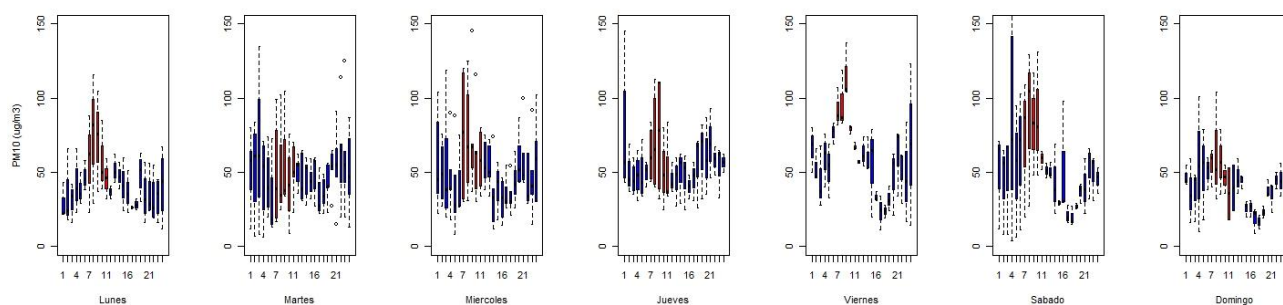 PM10 (ug/m3)
0 50 100 150
1 4 7 11 16 21
Lunes
0 50 100 150
1 4 7 11 16 21
Martes
0 50 100 150
1 4 7 11 16 21
Miercoles
0 50 100 150
1 4 7 11 16 21
Jueves
0 50 100 150
1 4 7 11 16 21
Viernes
0 50 100 150
1 4 7 11 16 21
Sabado
0 50 100 150
1 4 7 11 16 21
Domingo